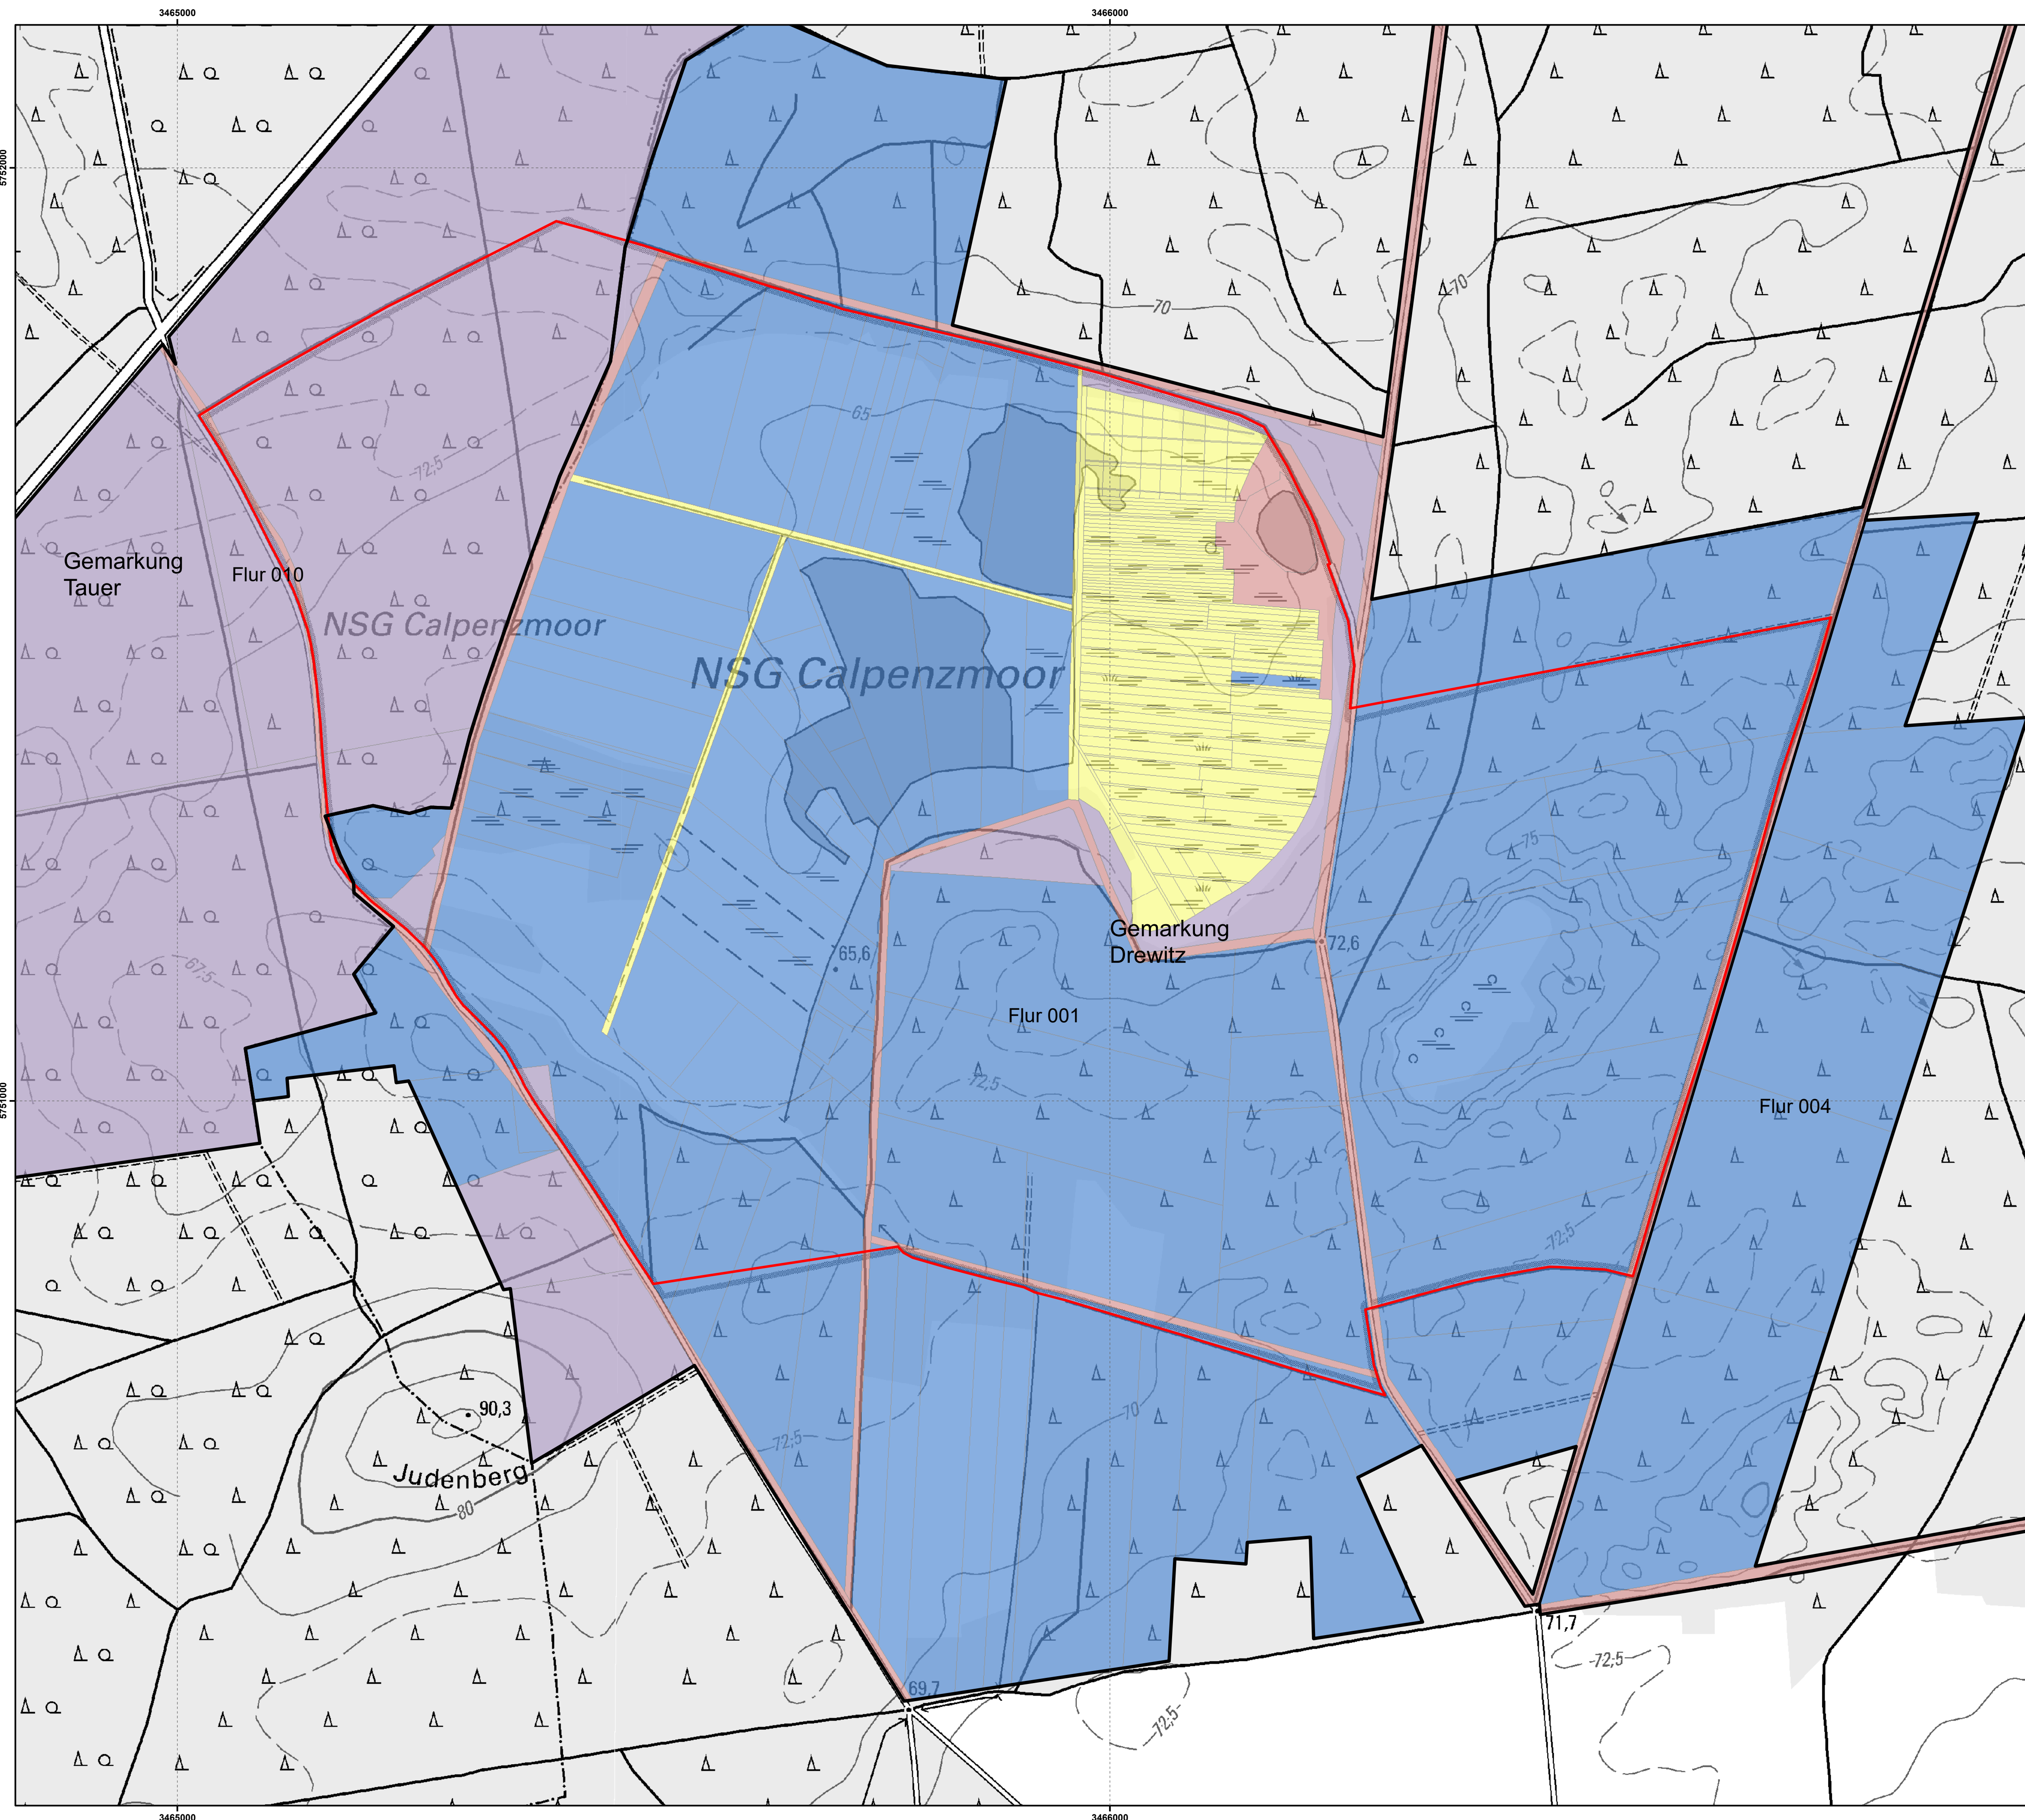 3465000
3466000
5752000
70
70
65
72,5
Gemarkung
Tauer
Flur 010
NSG Calpenzmoor
NSG Calpenzmoor
75
Gemarkung
Drewitz
72,6
65,6
67,5
Flur 001
72,5
5751000
Flur 004
72,5
90,3
70
72,5
Judenberg
80
71,7
72,5
69,7
72,5
3465000
3466000